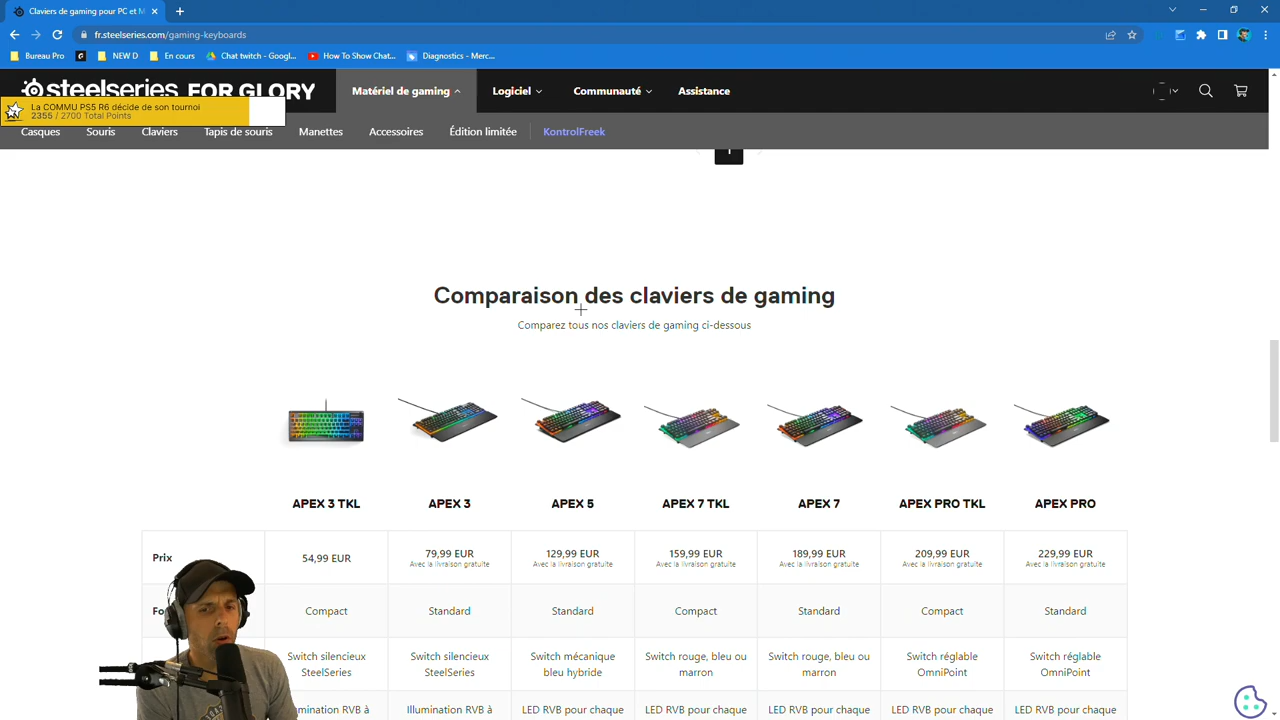 Claviers de gaming pour PC et M
fr.steelseries.com/gaming-keyboards
Bureau Pro
NEW D
En cours
Chat twitch - Googl...
How To Show Chat...
Diagnostics - Merc...
steelseries FOR GLORY
Matériel de gaming
Logiciel
Communauté
Assistance
La COMMU PS5 R6 décide de son tournoi
2355 / 2700 Total Points
Casques
Souris
Claviers
Tapis de souris
Manettes
Accessoires
Édition limitée
KontrolFreek
Comparaison des claviers de gaming
Comparez tous nos claviers de gaming ci-dessous
APEX 3 TKL
APEX 3
APEX 5
APEX 7 TKL
APEX 7
APEX PRO TKL
APEX PRO
Prix
54,99 EUR
79,99 EUR
Avec la livraison gratuite
129,99 EUR
Avec la livraison gratuite
159,99 EUR
Avec la livraison gratuite
189,99 EUR
Avec la livraison gratuite
209,99 EUR
Avec la livraison gratuite
229,99 EUR
Avec la livraison gratuite
Compact
Standard
Standard
Compact
Standard
Compact
Standard
Switch silencieux
SteelSeries
Switch silencieux
SteelSeries
Switch mécanique
bleu hybride
Switch rouge, bleu ou
marron
Switch rouge, bleu ou
marron
Switch réglable
OmniPoint
Switch réglable
OmniPoint
RVB à
Illumination RVB à
LED RVB pour chaque
LED RVB pour chaque
LED RVB pour chaque
LED RVB pour chaque
LED RVB pour chaque